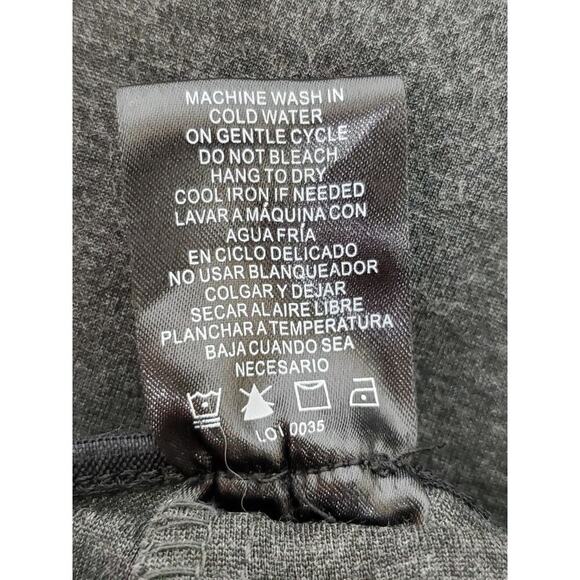 MACHINE WASH IN
COLD WATER
ON GENTLE CYCLE
DO NOT BLEACH
HANG TO DRY
COOL IRON IF NEEDED
LAVAR A MÁQUINA CON
AGUA FRÍA
EN CICLO DELICADO
NO USAR BLANQUEADOR
COLGAR Y DEJAR
SECAR AL AIRE LIBRE
PLANCHAR A TEMPERATURA
BAJA CUANDO SEA
NECESARIO
LOT 0035